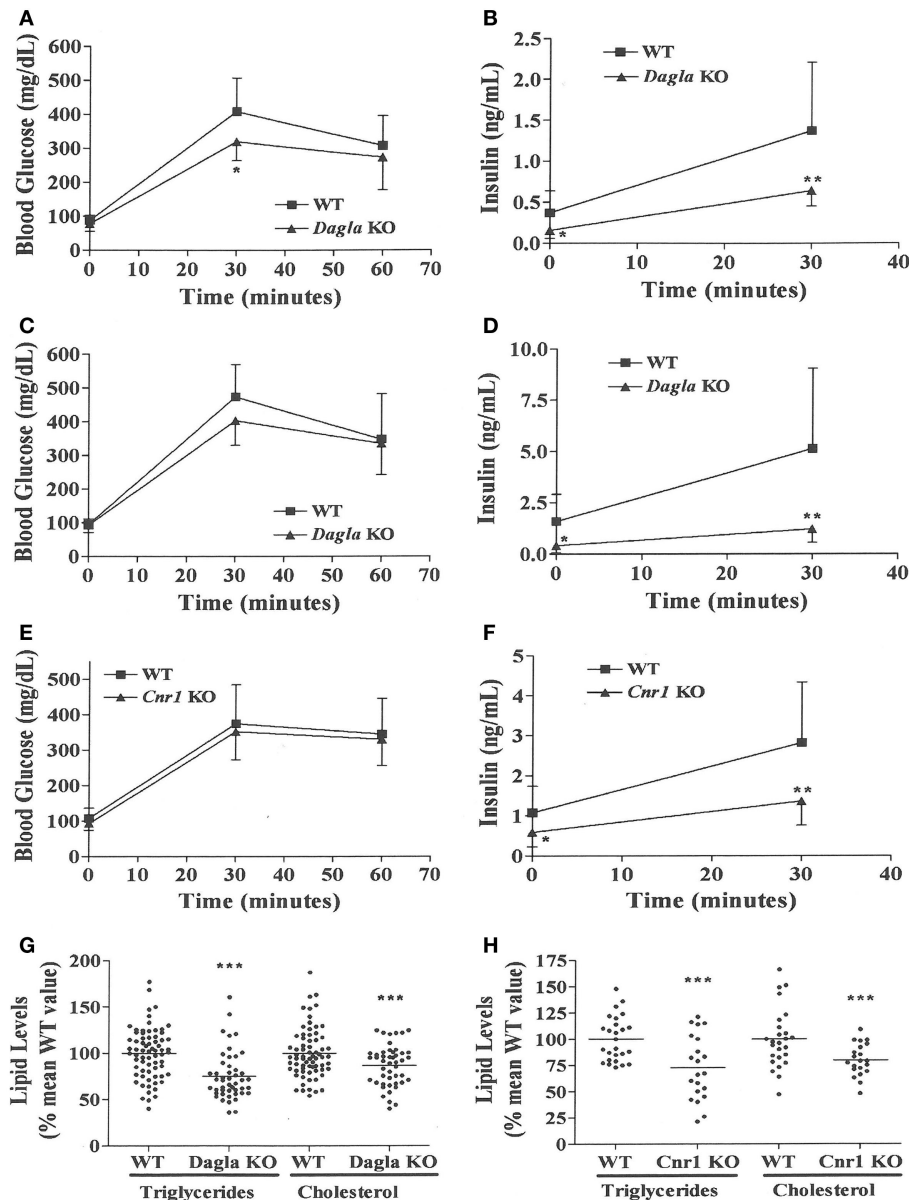 A
Blood Glucose (mg/dL)
600
500
400
300
200
100
0
*
WT
Dagla KO
0 10 20 30 40 50 60 70
Time (minutes)
B
Insulin (ng/mL)
2.5
2.0
1.5
1.0
0.5
0.0
WT
Dagla KO
*
**
0 10 20 30 40
Time (minutes)
C
Blood Glucose (mg/dL)
600
500
400
300
200
100
0
WT
Dagla KO
0 10 20 30 40 50 60 70
Time (minutes)
D
Insulin (ng/mL)
10.0
7.5
5.0
2.5
0.0
WT
Dagla KO
*
**
0 10 20 30 40
Time (minutes)
E
Blood Glucose (mg/dL)
500
400
300
200
100
0
WT
Cnr1 KO
0 10 20 30 40 50 60 70
Time (minutes)
F
Insulin (ng/mL)
5
4
3
2
1
0
WT
Cnr1 KO
*
**
0 10 20 30 40
Time (minutes)
G
Lipid Levels
(% mean WT value)
200
150
100
50
0
***
***
WT Dagla KO WT Dagla KO
Triglycerides Cholesterol
H
Lipid Levels
(% mean WT value)
175
150
125
100
75
50
25
0
***
***
WT Cnr1 KO WT Cnr1 KO
Triglycerides Cholesterol